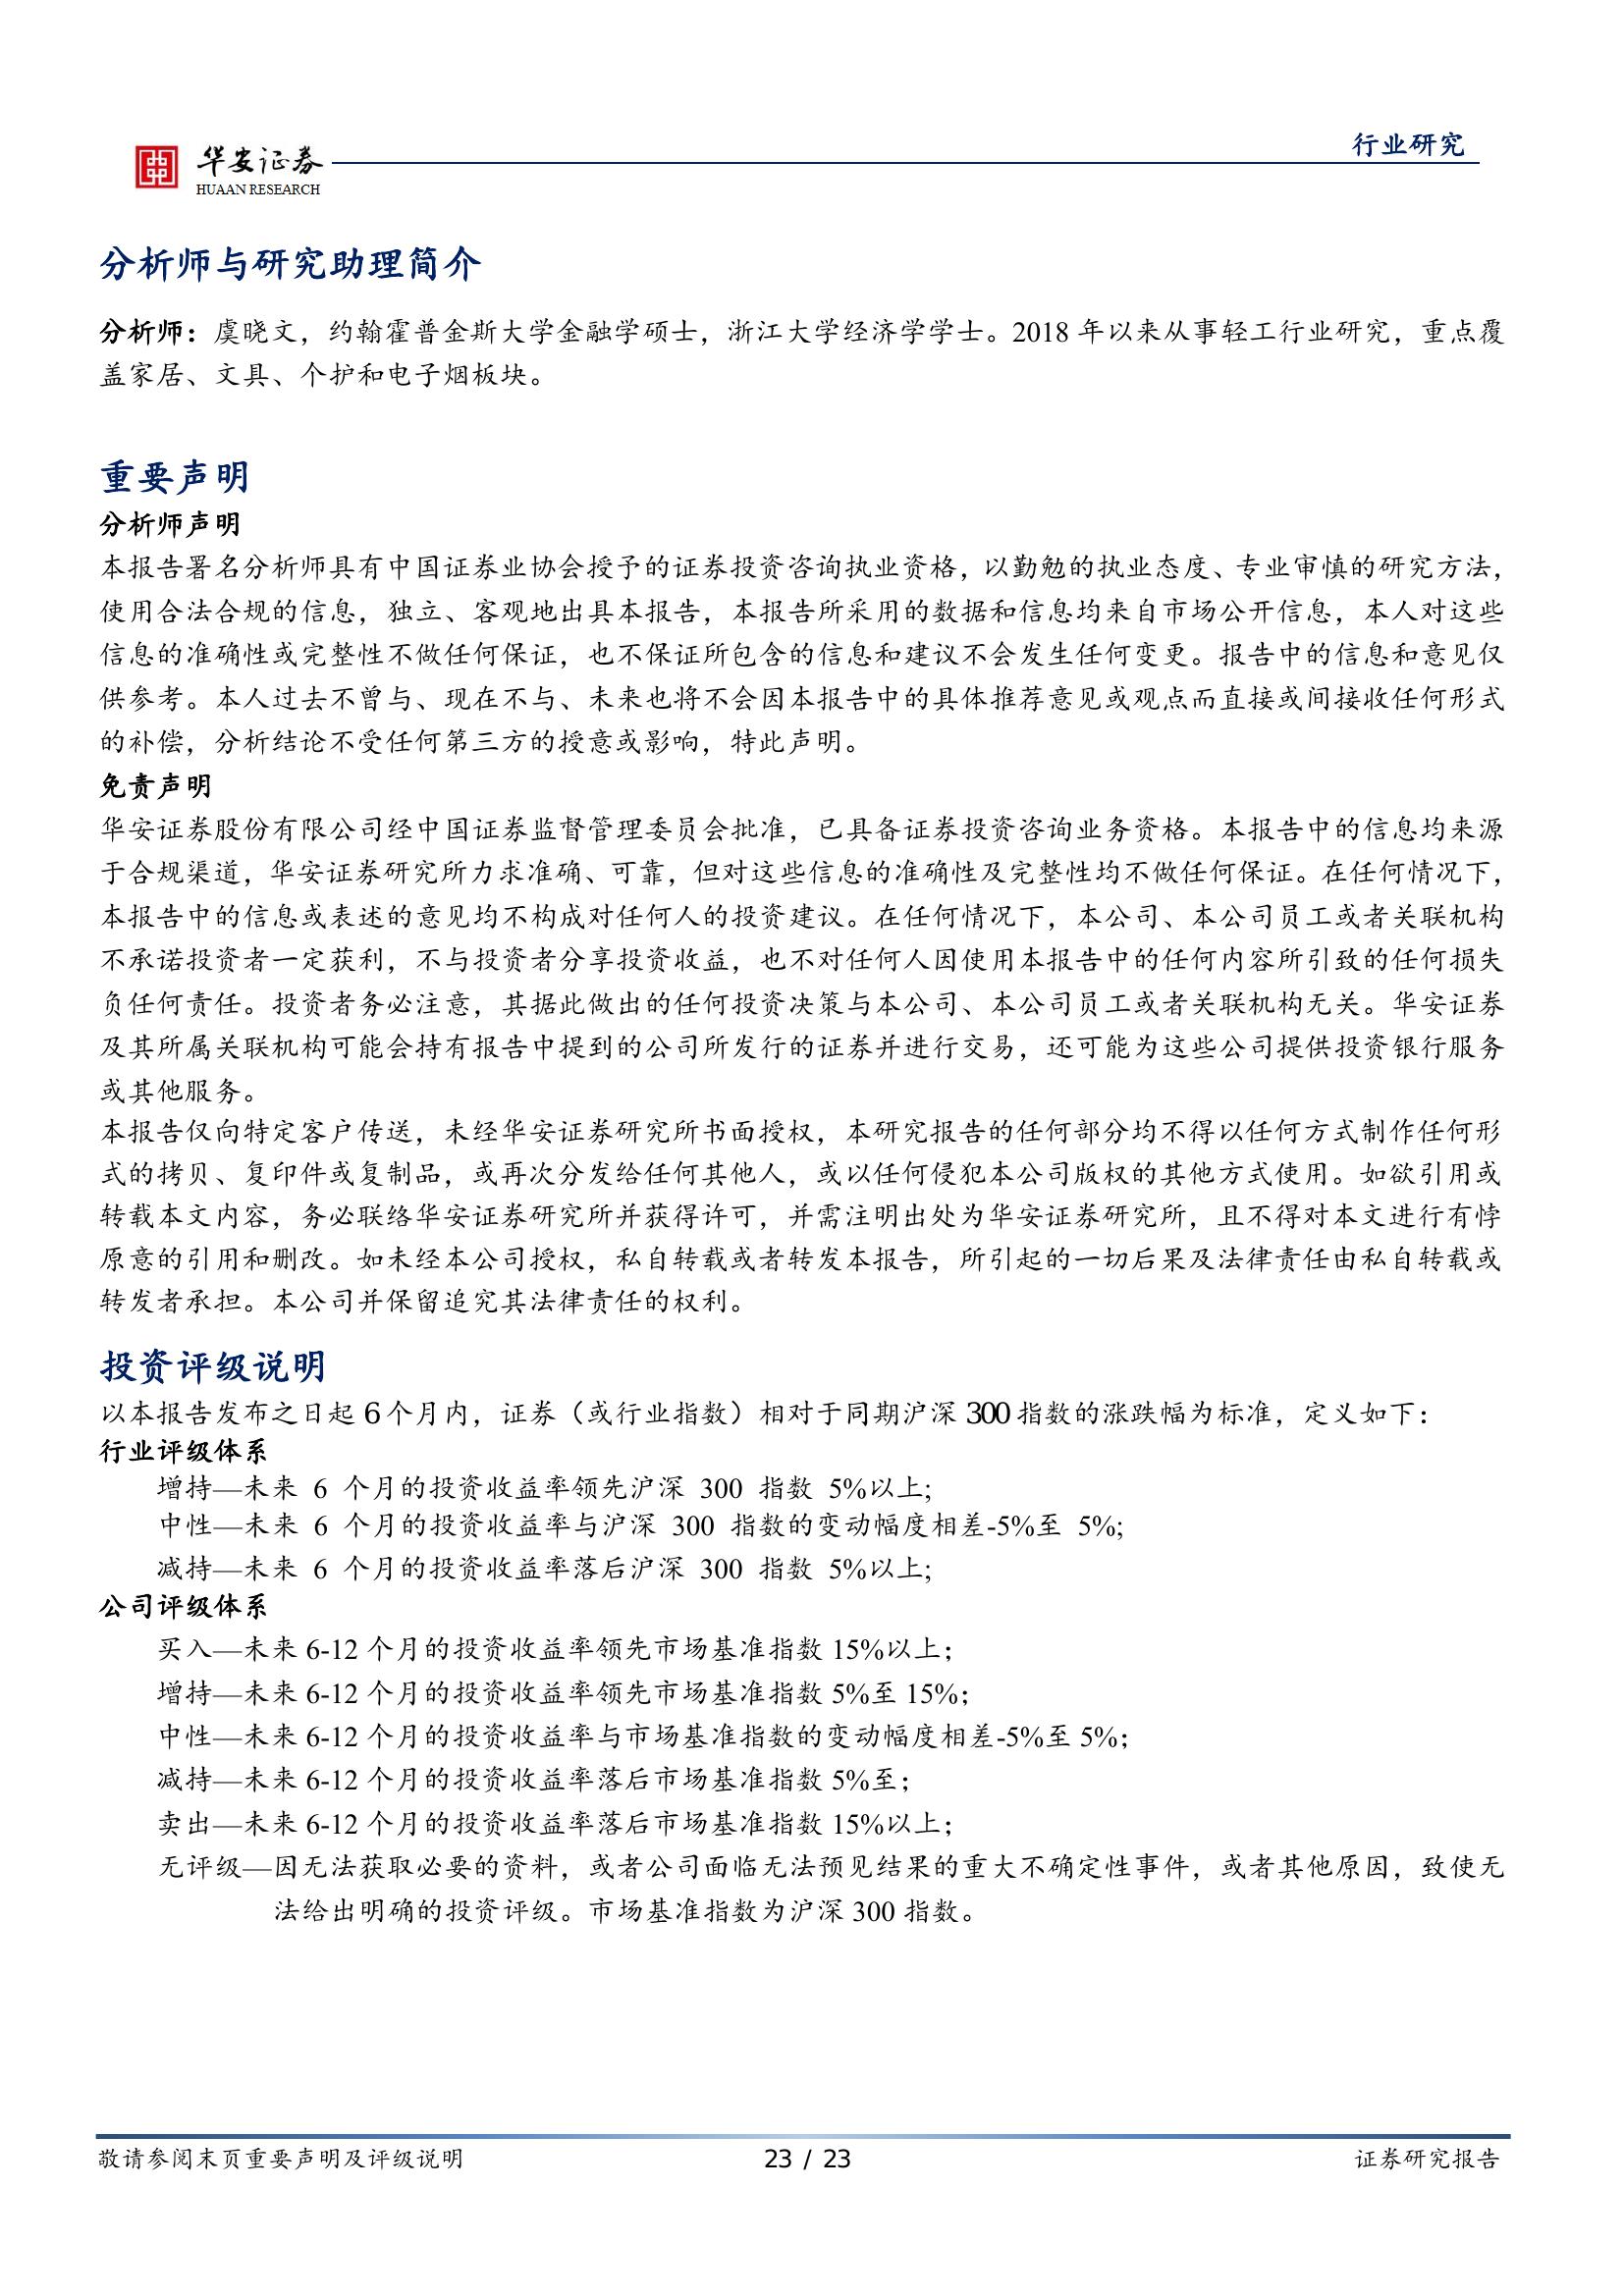 华安证券
HUAAN RESEARCH
行业研究
分析师与研究助理简介
分析师：虞晓文，约翰霍普金斯大学金融学硕士，浙江大学经济学学士。2018 年以来从事轻工行业研究，重点覆
盖家居、文具、个护和电子烟板块。
重要声明
分析师声明
本报告署名分析师具有中国证券业协会授予的证券投资咨询执业资格，以勤勉的执业态度、专业审慎的研究方法，
使用合法合规的信息，独立、客观地出具本报告，本报告所采用的数据和信息均来自市场公开信息，本人对这些
信息的准确性或完整性不做任何保证，也不保证所包含的信息和建议不会发生任何变更。报告中的信息和意见仅
供参考。本人过去不曾与、现在不与、未来也将不会因本报告中的具体推荐意见或观点而直接或间接收任何形式
的补偿，分析结论不受任何第三方的授意或影响，特此声明。
免责声明
华安证券股份有限公司经中国证券监督管理委员会批准，已具备证券投资咨询业务资格。本报告中的信息均来源
于合规渠道，华安证券研究所力求准确、可靠，但对这些信息的准确性及完整性均不做任何保证。在任何情况下，
本报告中的信息或表述的意见均不构成对任何人的投资建议。在任何情况下，本公司、本公司员工或者关联机构
不承诺投资者一定获利，不与投资者分享投资收益，也不对任何人因使用本报告中的任何内容所引致的任何损失
负任何责任。投资者务必注意，其据此做出的任何投资决策与本公司、本公司员工或者关联机构无关。华安证券
及其所属关联机构可能会持有报告中提到的公司所发行的证券并进行交易，还可能为这些公司提供投资银行服务
或其他服务。
本报告仅向特定客户传送，未经华安证券研究所书面授权，本研究报告的任何部分均不得以任何方式制作任何形
式的拷贝、复印件或复制品，或再次分发给任何其他人，或以任何侵犯本公司版权的其他方式使用。如欲引用或
转载本文内容，务必联络华安证券研究所并获得许可，并需注明出处为华安证券研究所，且不得对本文进行有悖
原意的引用和删改。如未经本公司授权，私自转载或者转发本报告，所引起的一切后果及法律责任由私自转载或
转发者承担。本公司并保留追究其法律责任的权利。
投资评级说明
以本报告发布之日起 6 个月内，证券（或行业指数）相对于同期沪深 300 指数的涨跌幅为标准，定义如下：
行业评级体系
增持—未来 6 个月的投资收益率领先沪深 300 指数 5%以上;
中性—未来 6 个月的投资收益率与沪深 300 指数的变动幅度相差-5%至 5%;
减持—未来 6 个月的投资收益率落后沪深 300 指数 5%以上;
公司评级体系
买入—未来 6-12 个月的投资收益率领先市场基准指数 15%以上；
增持—未来 6-12 个月的投资收益率领先市场基准指数 5%至 15%；
中性—未来 6-12 个月的投资收益率与市场基准指数的变动幅度相差-5%至 5%；
减持—未来 6-12 个月的投资收益率落后市场基准指数 5%至；
卖出—未来 6-12 个月的投资收益率落后市场基准指数 15%以上；
无评级—因无法获取必要的资料，或者公司面临无法预见结果的重大不确定性事件，或者其他原因，致使无
法给出明确的投资评级。市场基准指数为沪深 300 指数。
敬请参阅末页重要声明及评级说明
23 / 23
证券研究报告